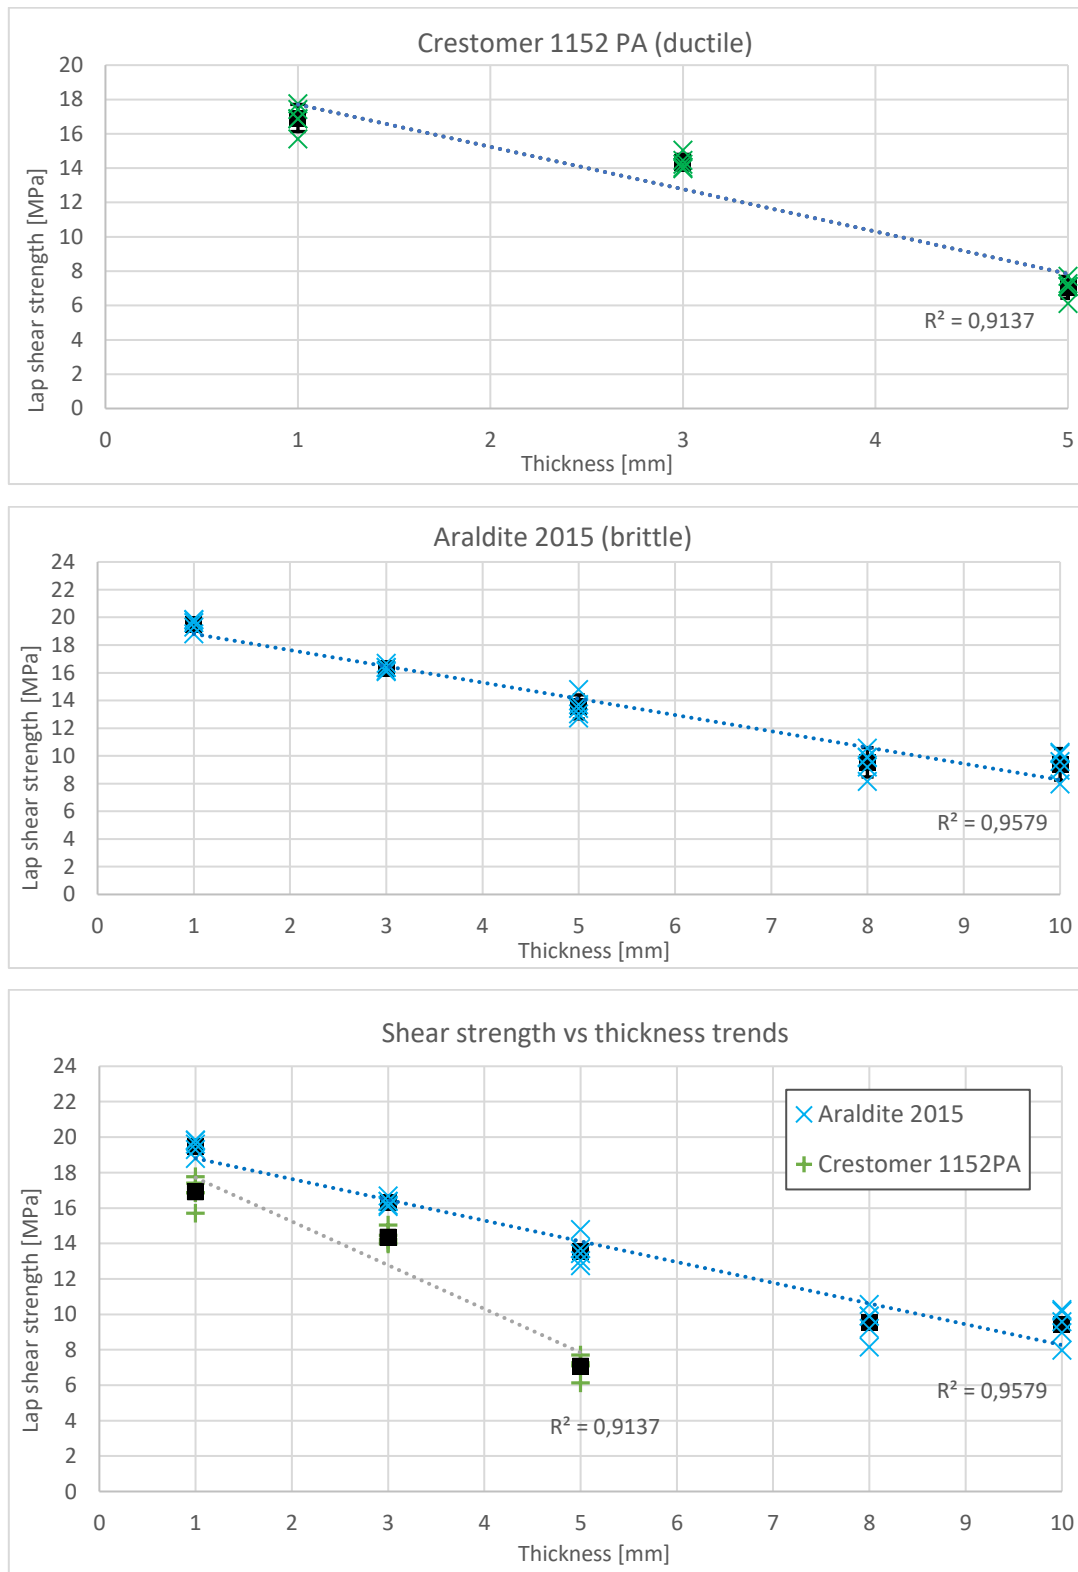 Crestomer 1152 PA (ductile)
20
18
16
14
12
10
8
6
4
2
0
Lap shear strength [MPa]
R² = 0,9137
0 1 2 3 4 5
Thickness [mm]
Araldite 2015 (brittle)
24
22
20
18
16
14
12
10
8
6
4
2
0
Lap shear strength [MPa]
R² = 0,9579
0 1 2 3 4 5 6 7 8 9 10
Thickness [mm]
Shear strength vs thickness trends
24
22
20
18
16
14
12
10
8
6
4
2
0
Lap shear strength [MPa]
Araldite 2015
Crestomer 1152PA
R² = 0,9579
R² = 0,9137
0 1 2 3 4 5 6 7 8 9 10
Thickness [mm]